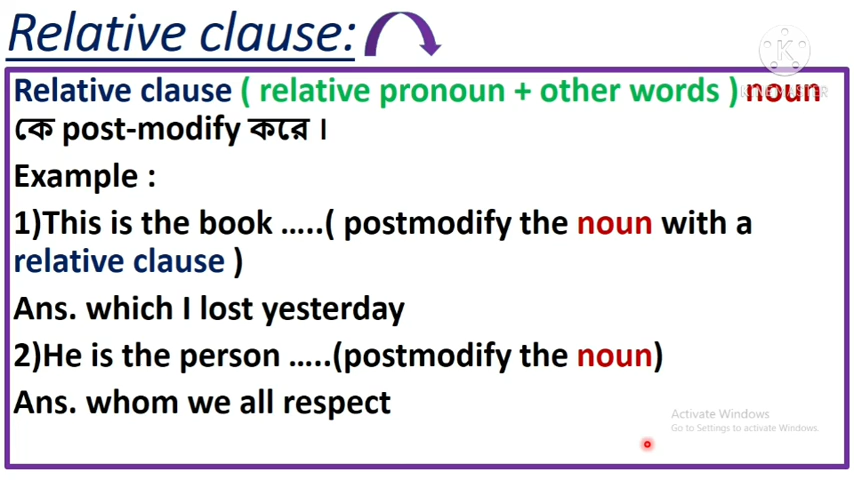 Relative clause:
Relative clause ( relative pronoun + other words ) noun
কে post-modify করে ।
Example :
1)This is the book .....( postmodify the noun with a
relative clause )
Ans. which I lost yesterday
2)He is the person .....(postmodify the noun)
Ans. whom we all respect
K
KINEMASTER
Activate Windows
Go to Settings to activate Windows.